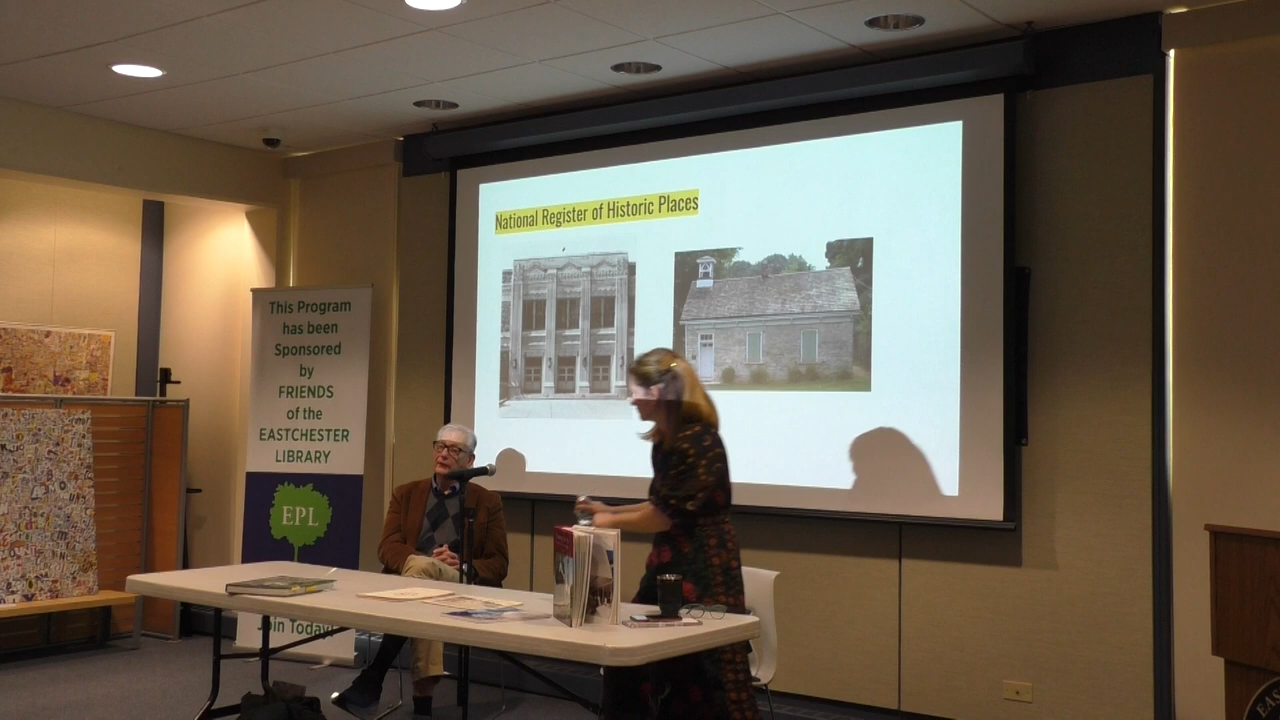 National Register of Historic Places
This Program
has been
Sponsored
by
FRIENDS
of the
EASTCHESTER
LIBRARY
EPL
Join Today!